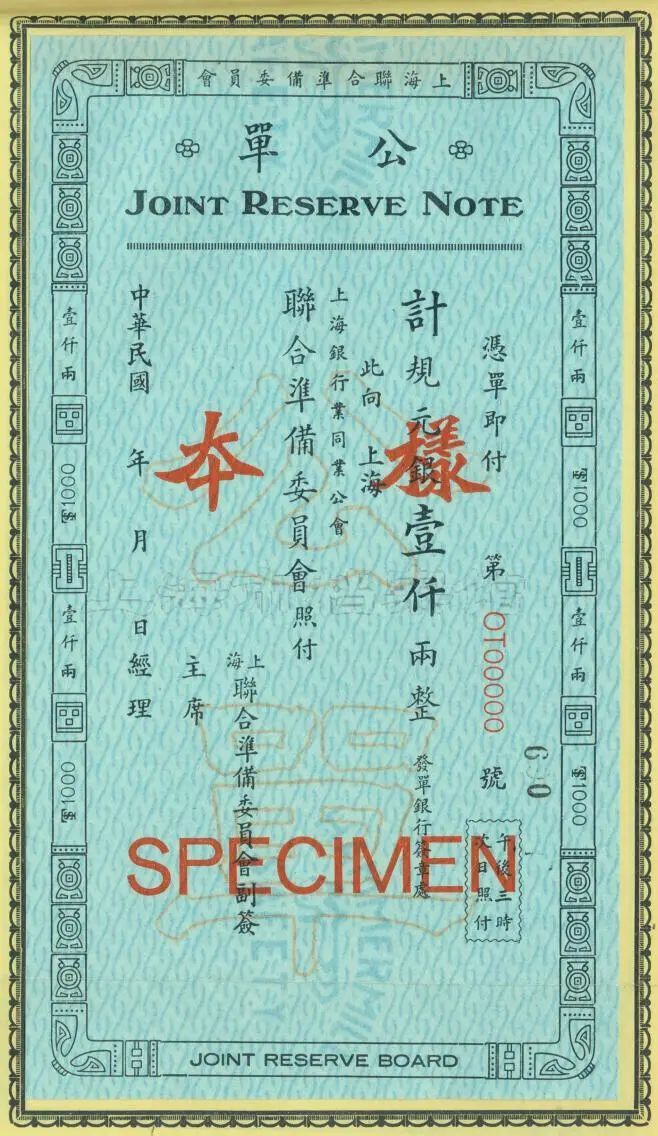 上海聯合準備委員會
公單
JOINT RESERVE NOTE
憑單即付
第 OT00000 號
計規元銀壹仟兩整
發單銀行簽章處
此向 上海
上海銀行業同業公會
聯合準備委員會照付
上海聯合準備委員會副簽
主席
中華民國 年 月 日經理
樣本
SPECIMEN
午後三時
次日照付
壹仟兩
$1000
壹仟兩
$1000
壹仟兩
$1000
壹仟兩
$1000
JOINT RESERVE BOARD